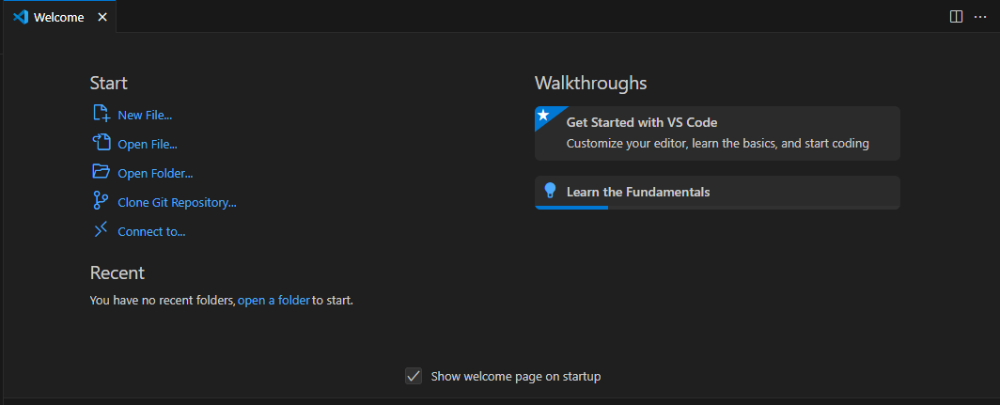 Welcome
Start
New File...
Open File...
Open Folder...
Clone Git Repository...
Connect to...
Recent
You have no recent folders, open a folder to start.
Walkthroughs
Get Started with VS Code
Customize your editor, learn the basics, and start coding
Learn the Fundamentals
Show welcome page on startup